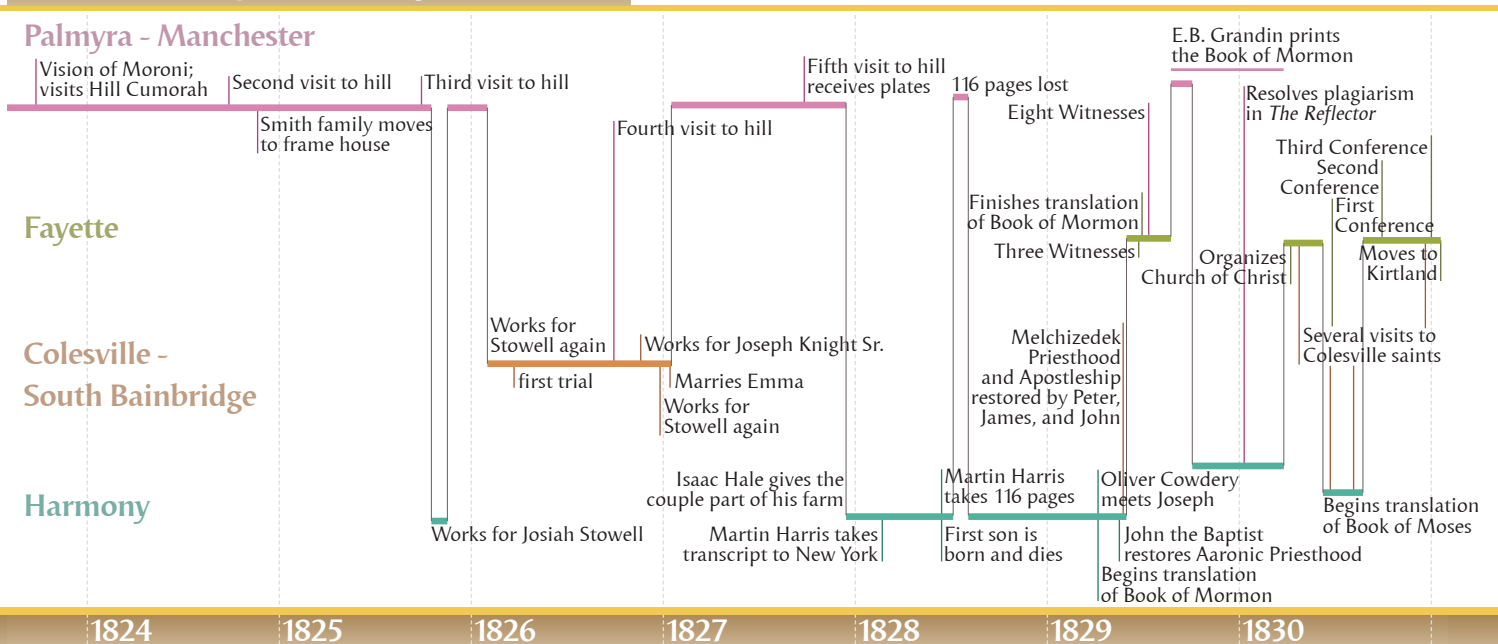 Palmyra - Manchester
Vision of Moroni;
visits Hill Cumorah
Second visit to hill
Third visit to hill
Smith family moves
to frame house
Fourth visit to hill
Fifth visit to hill
receives plates
116 pages lost
Eight Witnesses
E.B. Grandin prints
the Book of Mormon
Resolves plagiarism
in The Reflector
Third Conference
Second
Conference
First
Conference
Fayette
Finishes translation
of Book of Mormon
Three Witnesses
Organizes
Church of Christ
Moves to
Kirtland
Colesville -
South Bainbridge
Works for
Stowell again
first trial
Works for Joseph Knight Sr.
Marries Emma
Works for
Stowell again
Melchizedek
Priesthood
and Apostleship
restored by Peter,
James, and John
Several visits to
Colesville saints
Harmony
Works for Josiah Stowell
Isaac Hale gives the
couple part of his farm
Martin Harris takes
transcript to New York
Martin Harris
takes 116 pages
First son is
born and dies
Oliver Cowdery
meets Joseph
John the Baptist
restores Aaronic Priesthood
Begins translation
of Book of Mormon
Begins translation
of Book of Moses
1824
1825
1826
1827
1828
1829
1830